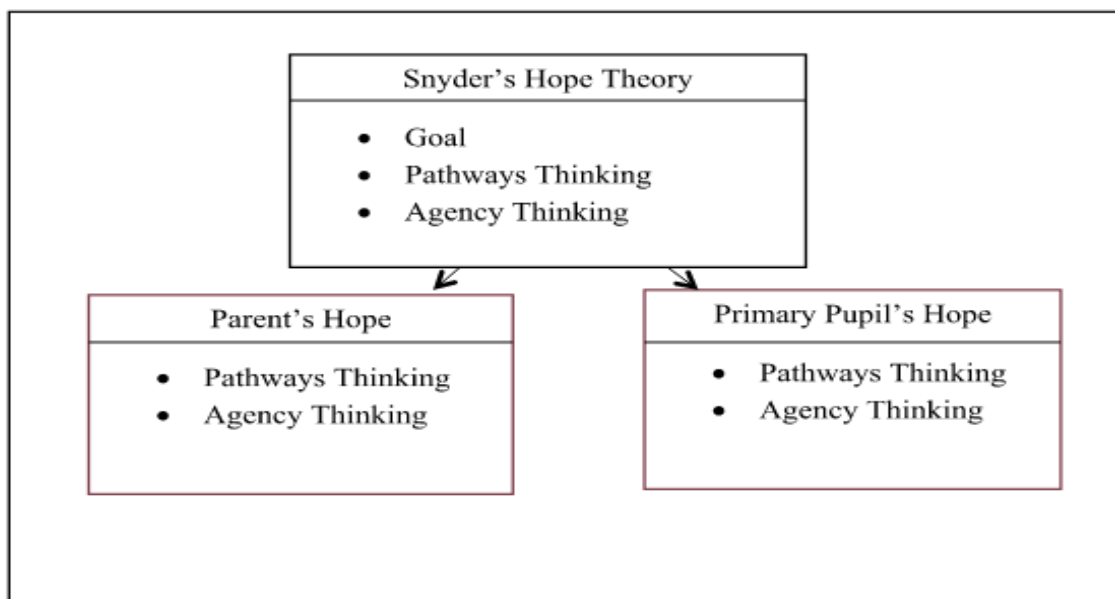 Snyder’s Hope Theory
• Goal
• Pathways Thinking
• Agency Thinking
Parent’s Hope
• Pathways Thinking
• Agency Thinking
Primary Pupil’s Hope
• Pathways Thinking
• Agency Thinking